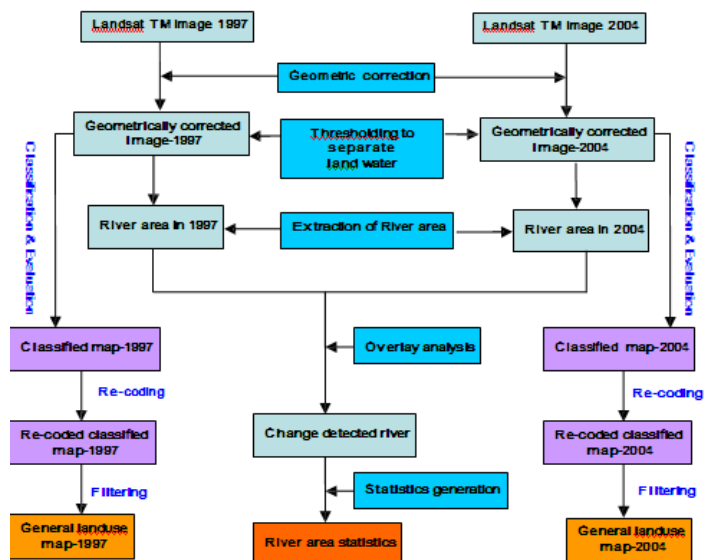 Landsat TM Image 1997
Landsat TM Image 2004
Geometric correction
Geometrically corrected
Image-1997
Thresholding to
separate
land water
Geometrically corrected
Image-2004
Classification & Evaluation
Classification & Evaluation
River area in 1997
Extraction of River area
River area in 2004
Classified map-1997
Overlay analysis
Classified map-2004
Re-coding
Re-coding
Re-coded classified
map-1997
Change detected river
Re-coded classified
map-2004
Filtering
Statistics generation
Filtering
General landuse
map-1997
River area statistics
General landuse
map-2004